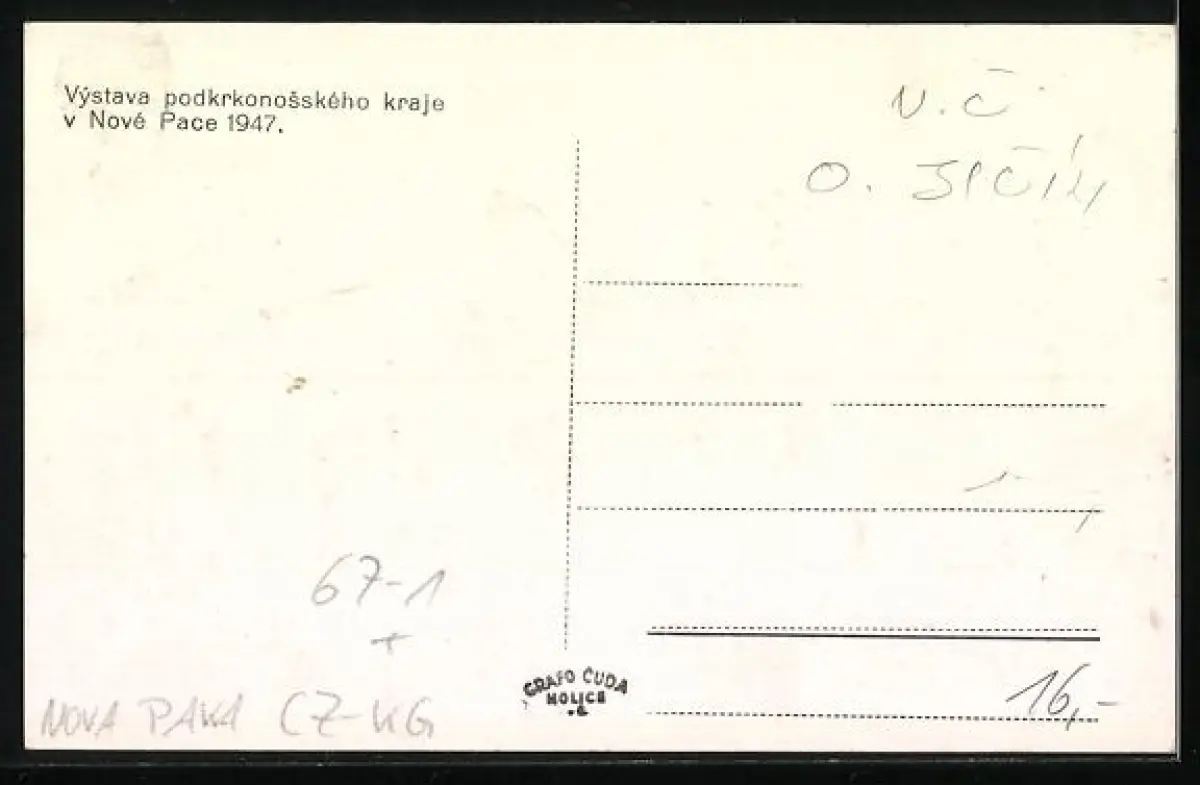 Výstava podkrkonošského kraje
v Nové Pace 1947.
V.Č
O. JIČÍN
67-1
+
NOVA PAKA CZ-KG
GRAFO ČUDA
HOLICE
16,-